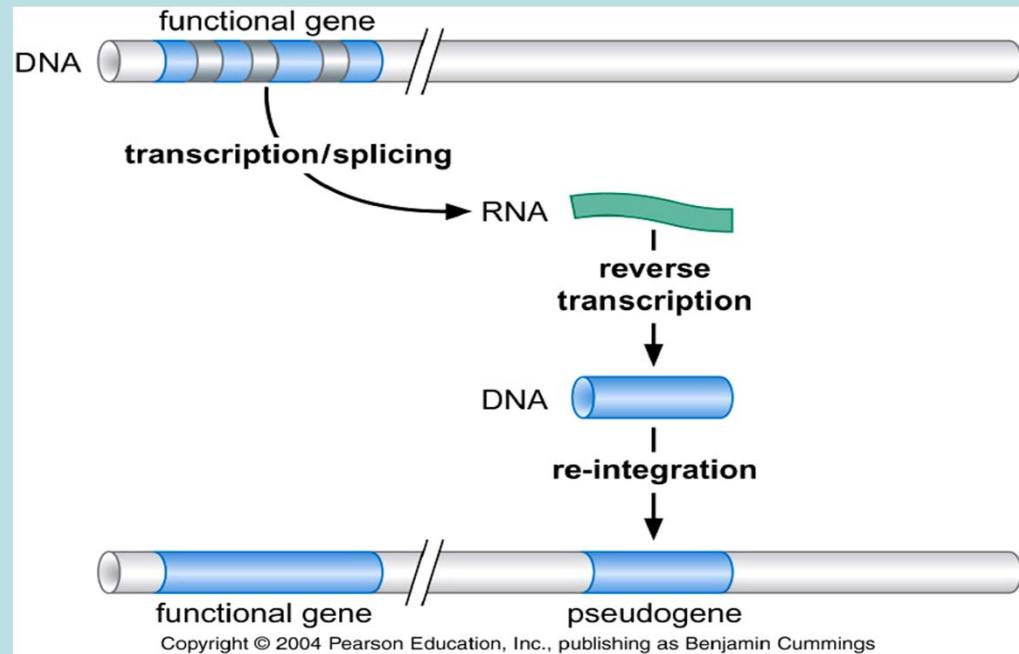 functional gene
DNA
transcription/splicing
RNA
reverse
transcription
DNA
re-integration
functional gene
pseudogene
Copyright © 2004 Pearson Education, Inc., publishing as Benjamin Cummings